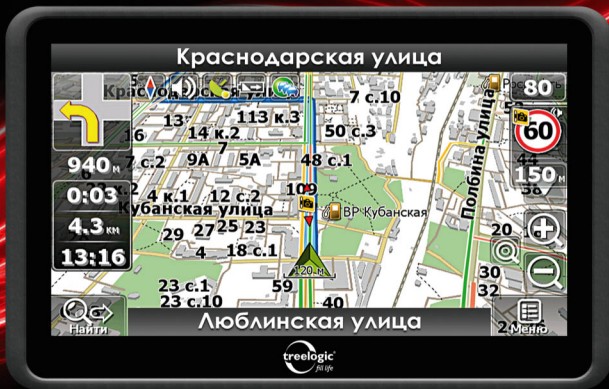 Краснодарская улица
80
60
940 м
150 м
0:03
4.3 км
13:16
13
113 к.3
7 с.10
16
14 к.2
7
50 с.3
7 с.2
9А
5А
48 с.1
Полбина улица
4 к.1
12 с.2
109
Кубанская улица
ВР Кубанская
29
27
25
23
20
4
18 с.1
120 м
30
23 с.1
59
32
23 с.10
40
Найти
Меню
Люблинская улица
treelogic
fill life